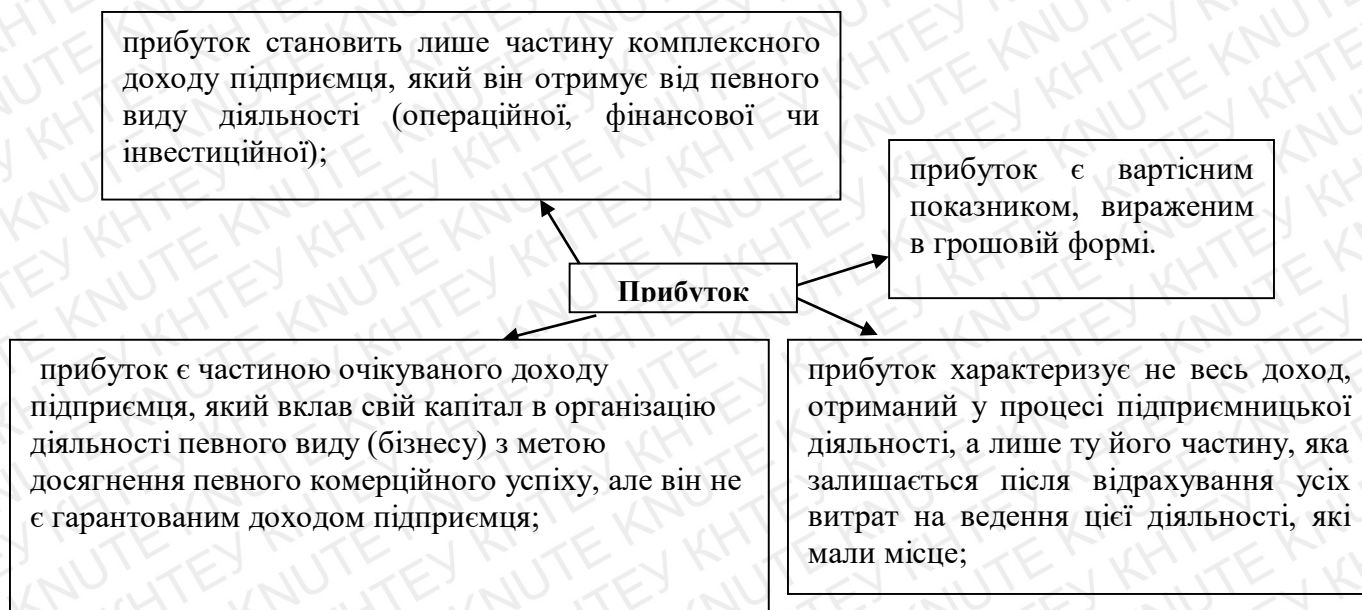 прибуток становить лише частину комплексного
доходу підприємця, який він отримує від певного
виду діяльності (операційної, фінансової чи
інвестиційної);
прибуток є вартісним
показником, вираженим
в грошовій формі.
Прибуток
прибуток є частиною очікуваного доходу
підприємця, який вклав свій капітал в організацію
діяльності певного виду (бізнесу) з метою
досягнення певного комерційного успіху, але він не
є гарантованим доходом підприємця;
прибуток характеризує не весь доход,
отриманий у процесі підприємницької
діяльності, а лише ту його частину, яка
залишається після відрахування усіх
витрат на ведення цієї діяльності, які
мали місце;